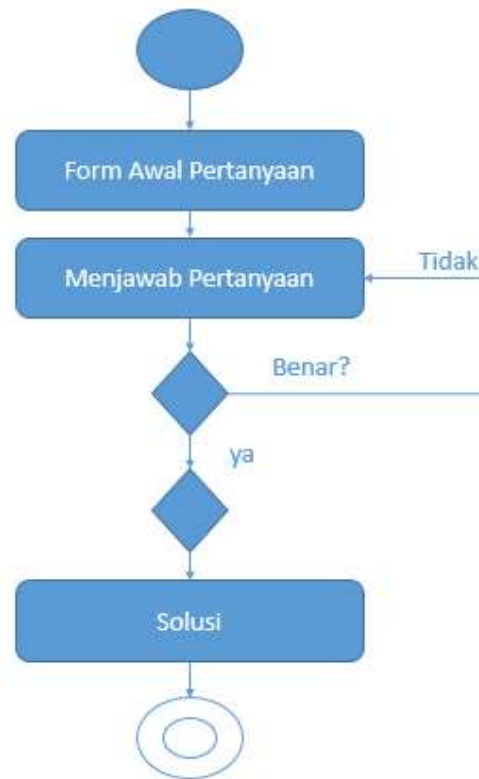 Form Awal Pertanyaan
Menjawab Pertanyaan
Tidak
Benar?
ya
Solusi